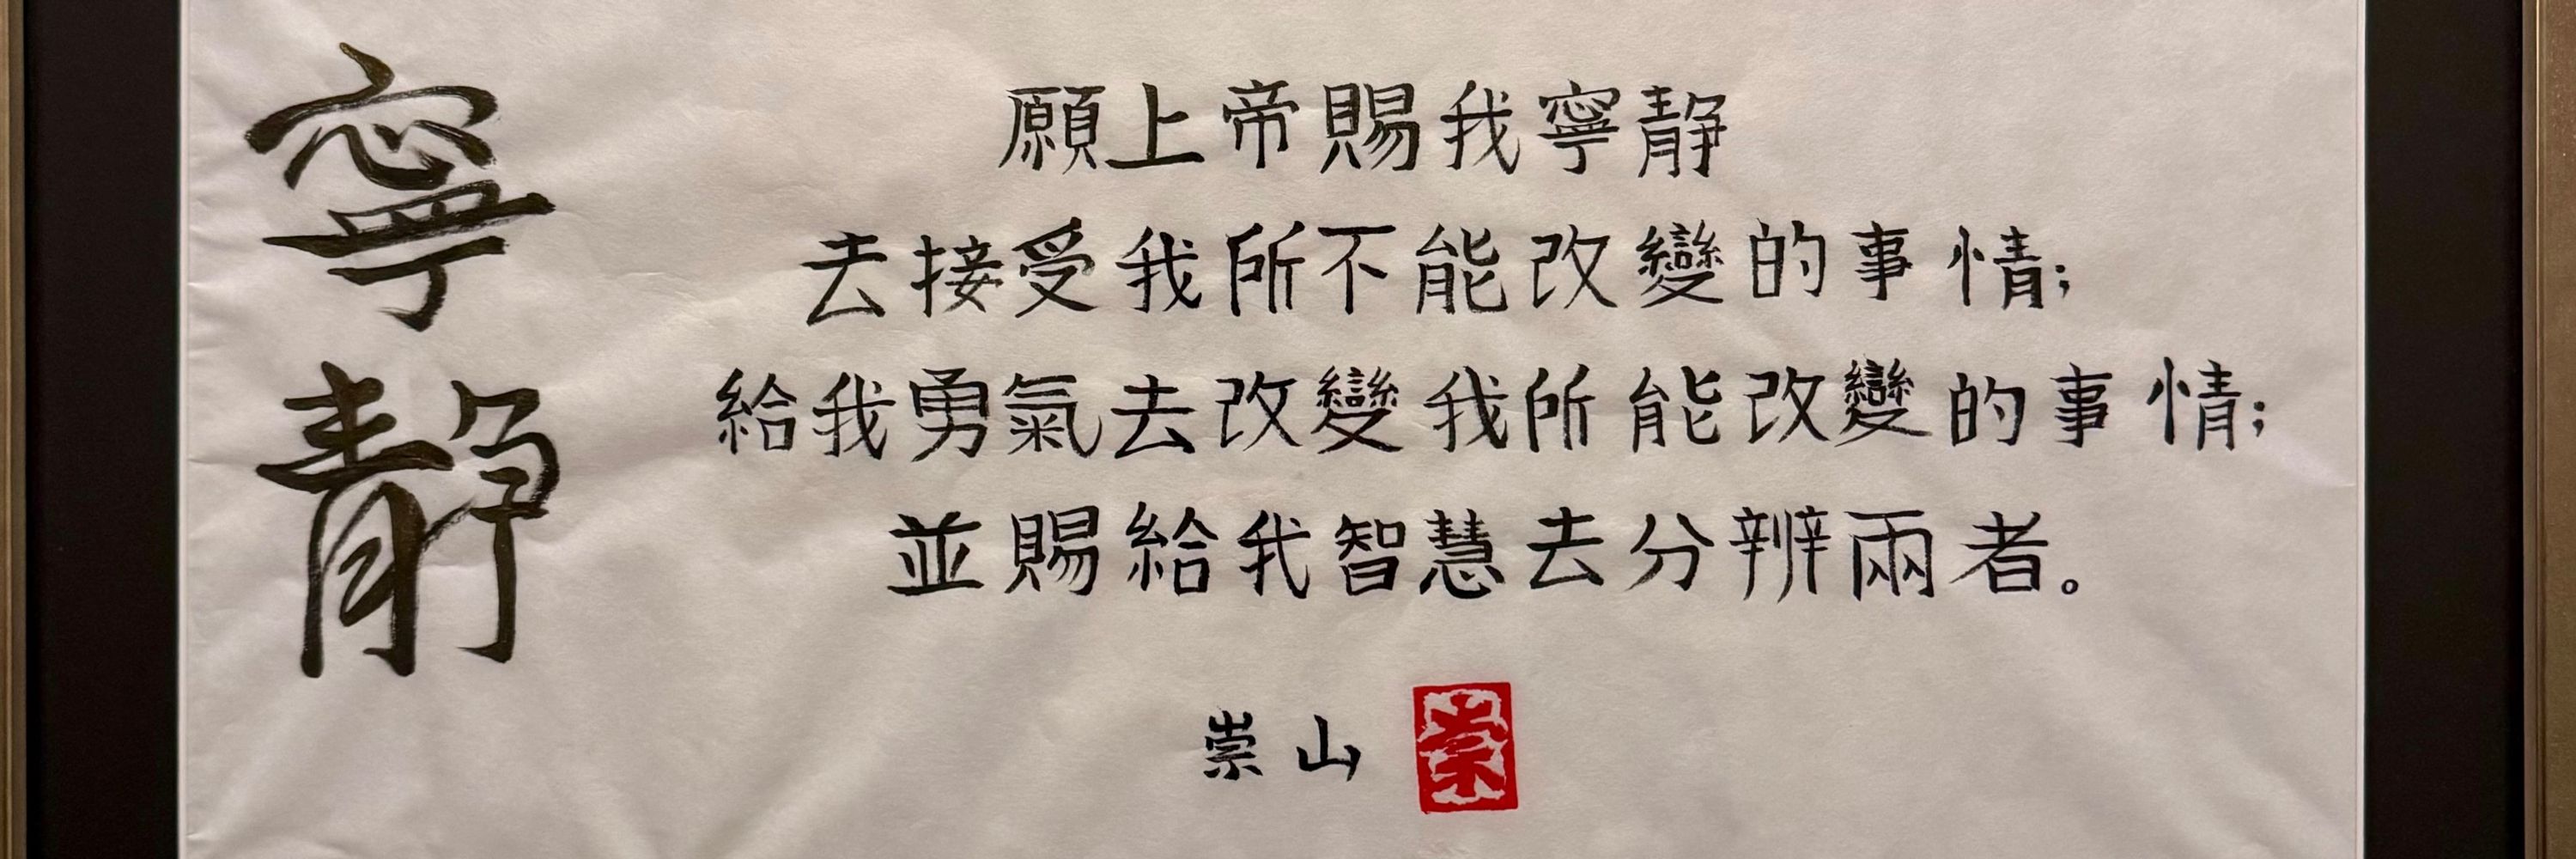 寧靜
願上帝賜我寧靜
去接受我所不能改變的事情;
給我勇氣去改變我所能改變的事情;
並賜給我智慧去分辨兩者。
崇山
崇